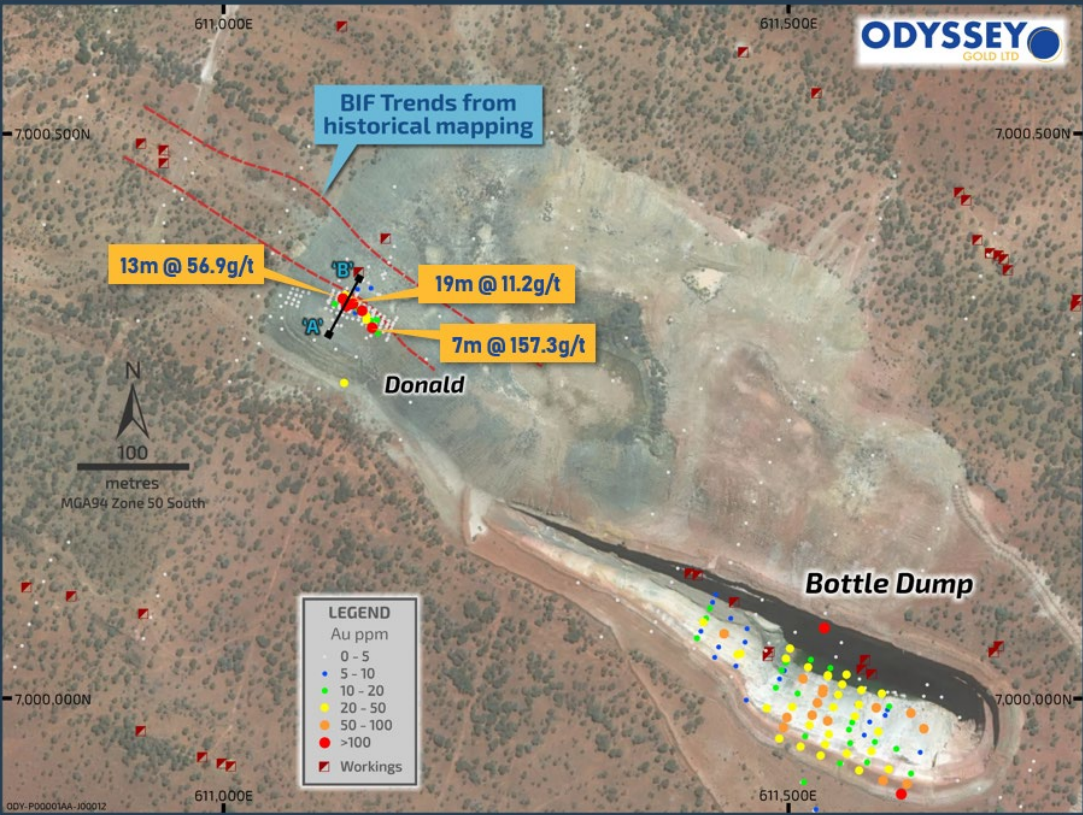 611,000E
611,500E
ODYSSEY
GOLD LTD
BIF Trends from
historical mapping
7,000,500N
7,000,500N
13m @ 56.9g/t
'B'
19m @ 11.2g/t
'A'
7m @ 157.3g/t
Donald
N
100
metres
MGA94 Zone 50 South
Bottle Dump
LEGEND
Au ppm
0 - 5
5 - 10
10 - 20
20 - 50
50 - 100
>100
Workings
7,000,000N
7,000,000N
611,000E
611,500E
ODY-P00001AA-J00012